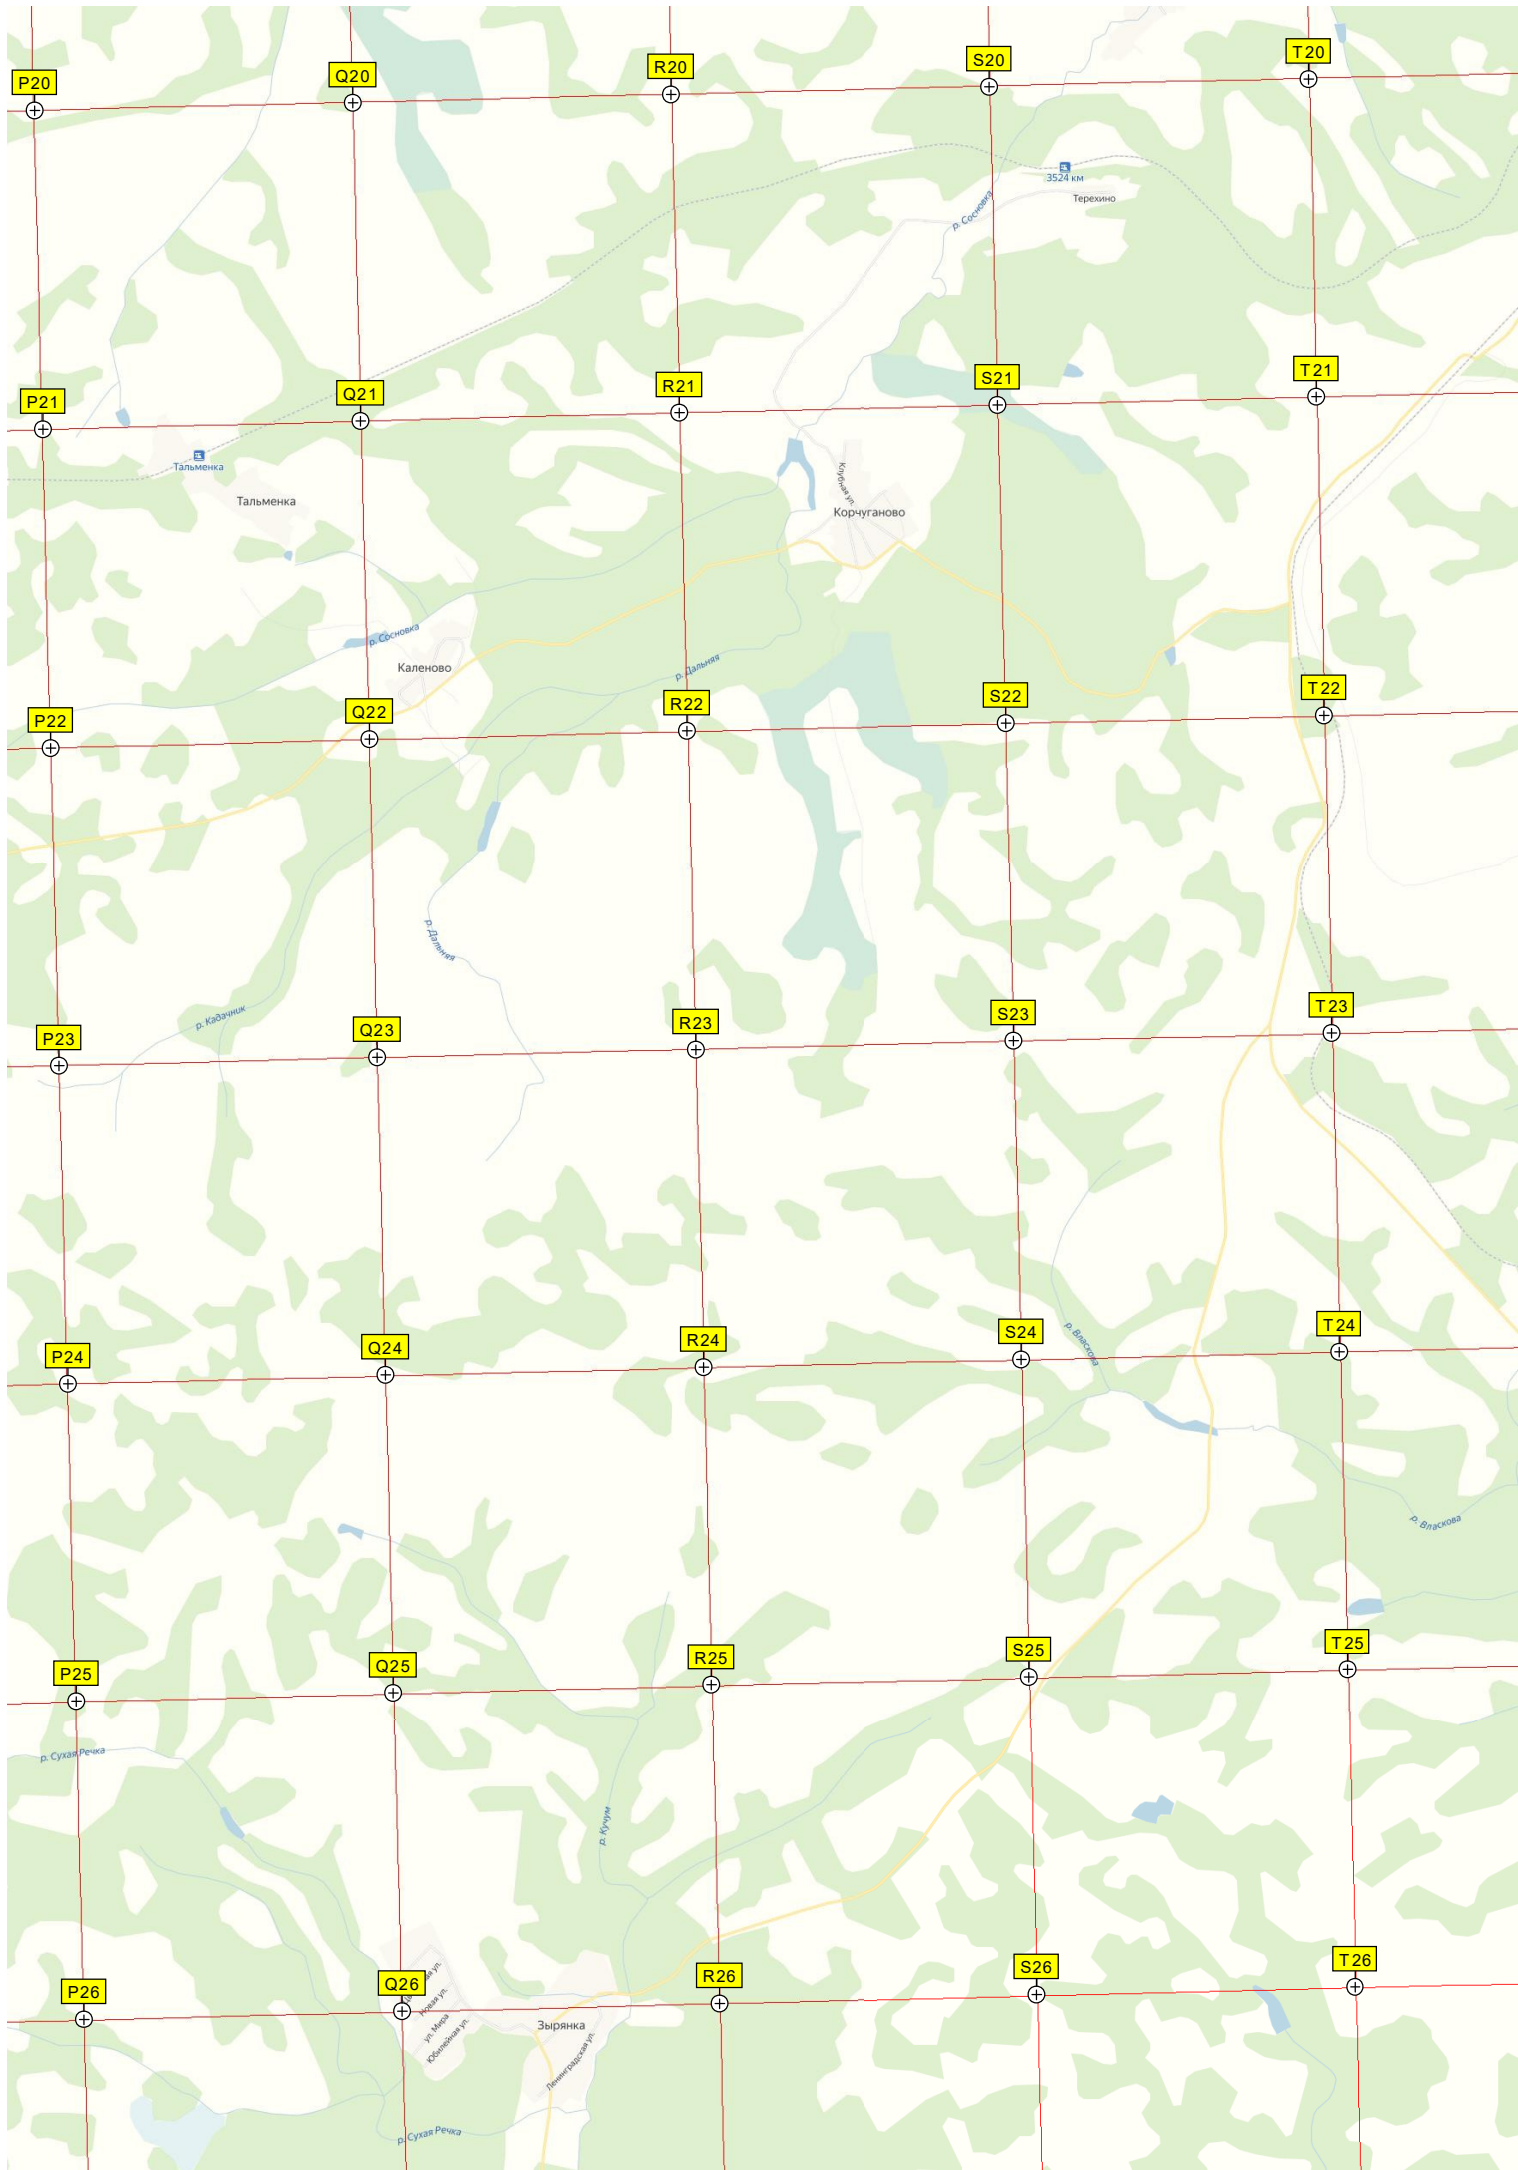 P20
Q20
R20
S20
T20
3524 км
Терехино
р. Сосновка
P21
Q21
R21
S21
T21
Тальменка
Тальменка
Клубная ул.
Корчуганово
р. Сосновка
Каленово
р. Дальняя
P22
Q22
R22
S22
T22
р. Дальняя
р. Кадачник
P23
Q23
R23
S23
T23
р. Власкова
P24
Q24
R24
S24
T24
р. Власкова
P25
Q25
R25
S25
T25
р. Сухая Речка
р. Кучум
P26
Q26
R26
S26
T26
Новая ул.
ул. Мира
Юбилейная ул.
Зырянка
Ленинградская ул.
р. Сухая Речка